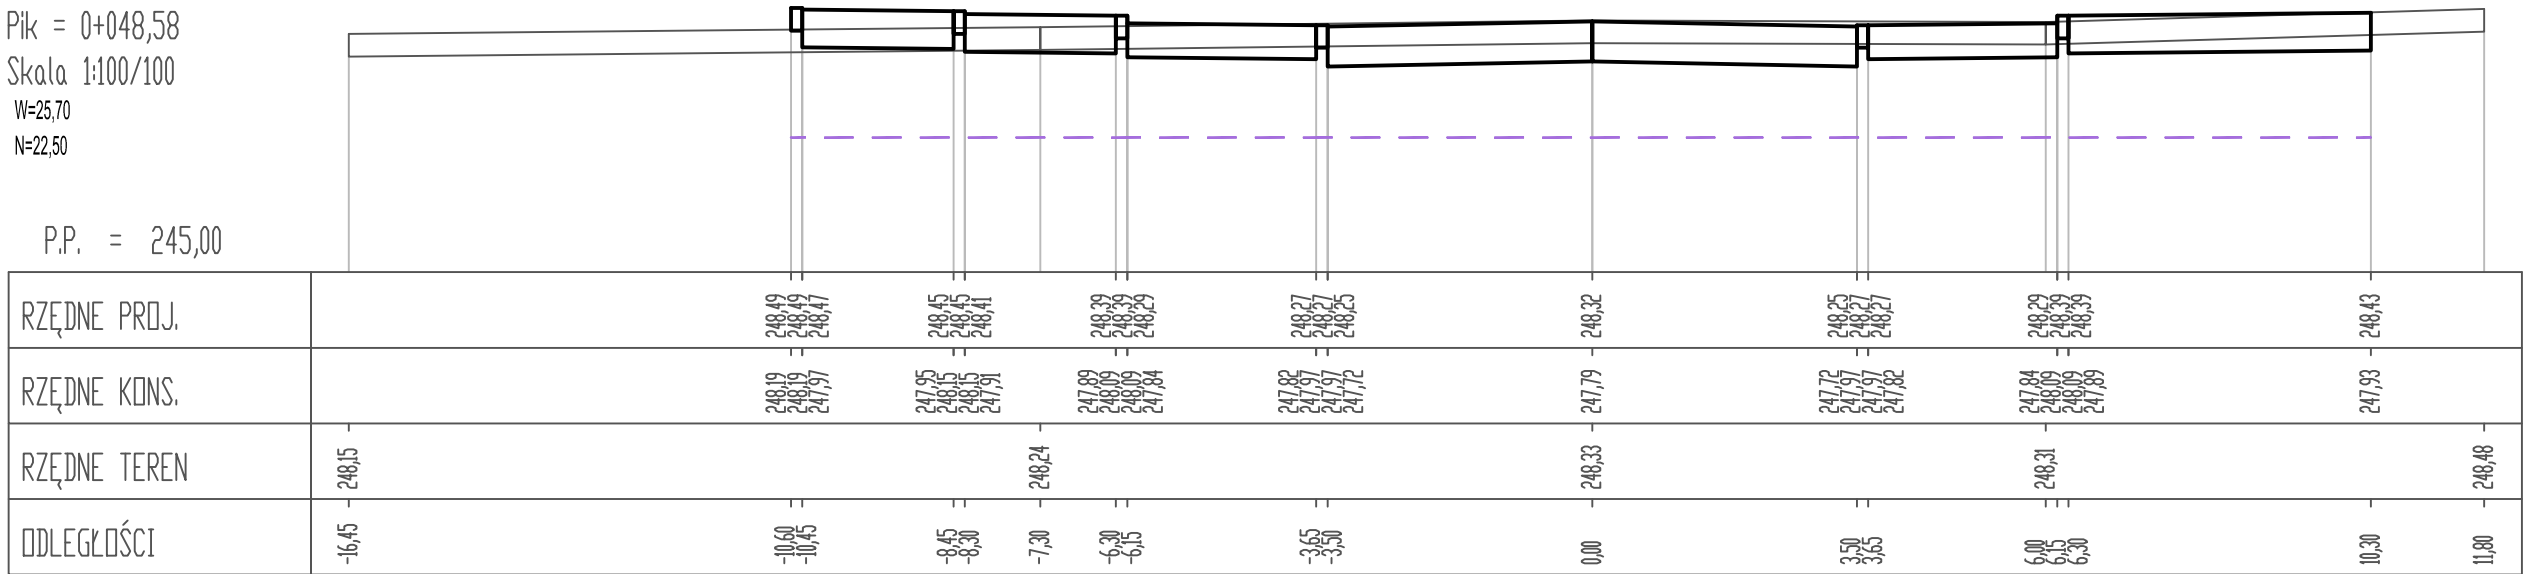 Pik = 0+048,58
Skala 1:100/100
W=25,70
N=22,50
P.P. = 245,00
RZĘDNE PROJ. 248,49 248,49 248,47 248,45 248,45 248,41 248,39 248,39 248,29 248,27 248,27 248,25 248,32 248,25 248,27 248,27 248,29 248,39 248,39 248,39 248,43
RZĘDNE KONS. 248,19 248,19 247,97 247,95 248,15 248,15 247,91 247,89 248,09 248,09 247,84 247,82 247,97 247,97 247,72 247,79 247,72 247,97 247,97 247,82 247,84 248,09 248,09 247,89 247,93
RZĘDNE TEREN 248,15 248,24 248,33 248,31 248,48
ODLEGŁOŚCI -16,45 -10,60 -10,45 -8,45 -8,30 -7,30 -6,30 -6,15 -3,65 -3,50 0,00 3,50 3,65 6,00 6,15 6,30 10,30 11,80